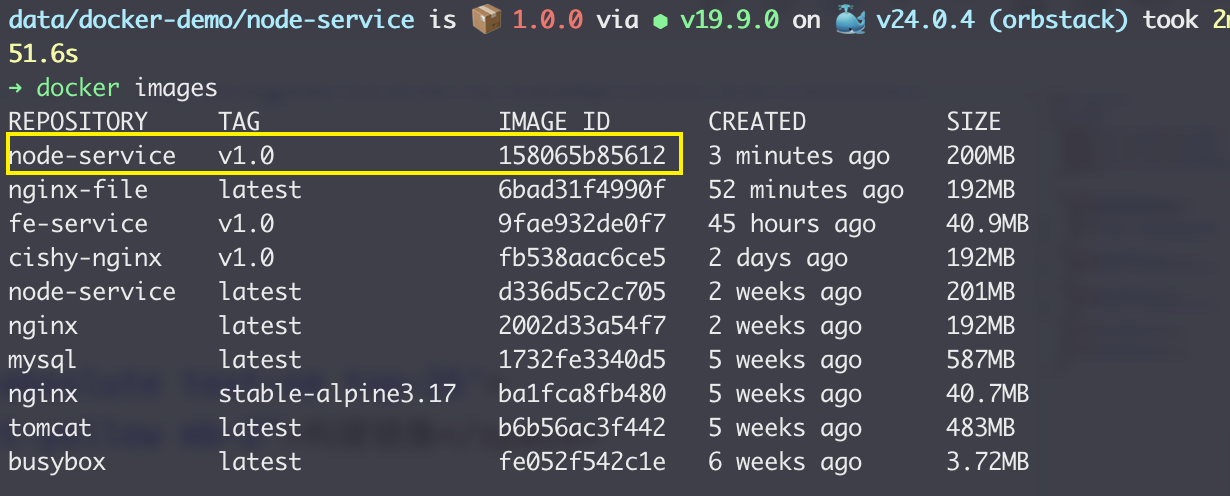 data/docker-demo/node-service is 📦 1.0.0 via ⬢ v19.9.0 on 🐳 v24.0.4 (orbstack) took 2m
51.6s
→ docker images
REPOSITORY TAG IMAGE ID CREATED SIZE
node-service v1.0 158065b85612 3 minutes ago 200MB
nginx-file latest 6bad31f4990f 52 minutes ago 192MB
fe-service v1.0 9fae932de0f7 45 hours ago 40.9MB
cishy-nginx v1.0 fb538aac6ce5 2 days ago 192MB
node-service latest d336d5c2c705 2 weeks ago 201MB
nginx latest 2002d33a54f7 2 weeks ago 192MB
mysql latest 1732fe3340d5 5 weeks ago 587MB
nginx stable-alpine3.17 ba1fca8fb480 5 weeks ago 40.7MB
tomcat latest b6b56ac3f442 5 weeks ago 483MB
busybox latest fe052f542c1e 6 weeks ago 3.72MB